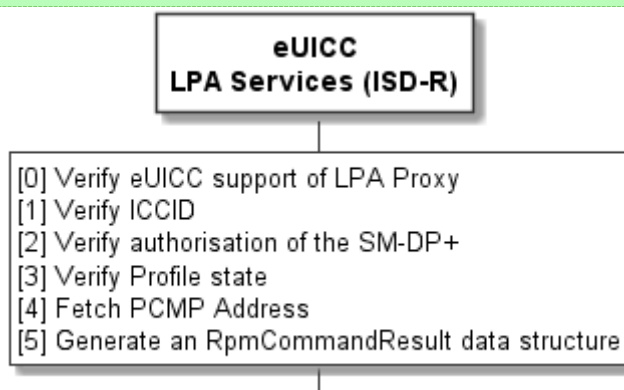 eUICC
LPA Services (ISD-R)
[0] Verify eUICC support of LPA Proxy
[1] Verify ICCID
[2] Verify authorisation of the SM-DP+
[3] Verify Profile state
[4] Fetch PCMP Address
[5] Generate an RpmCommandResult data structure